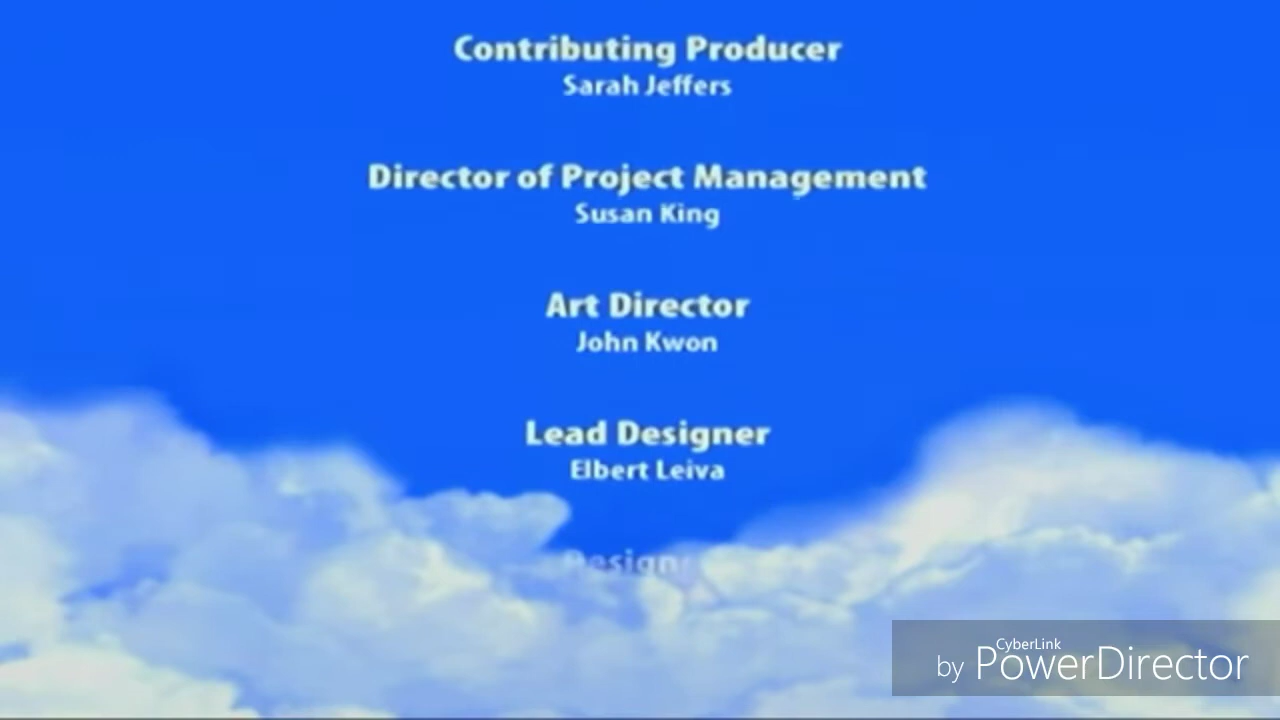 Contributing Producer
Sarah Jeffers
Director of Project Management
Susan King
Art Director
John Kwon
Lead Designer
Elbert Leiva
CyberLink
by PowerDirector